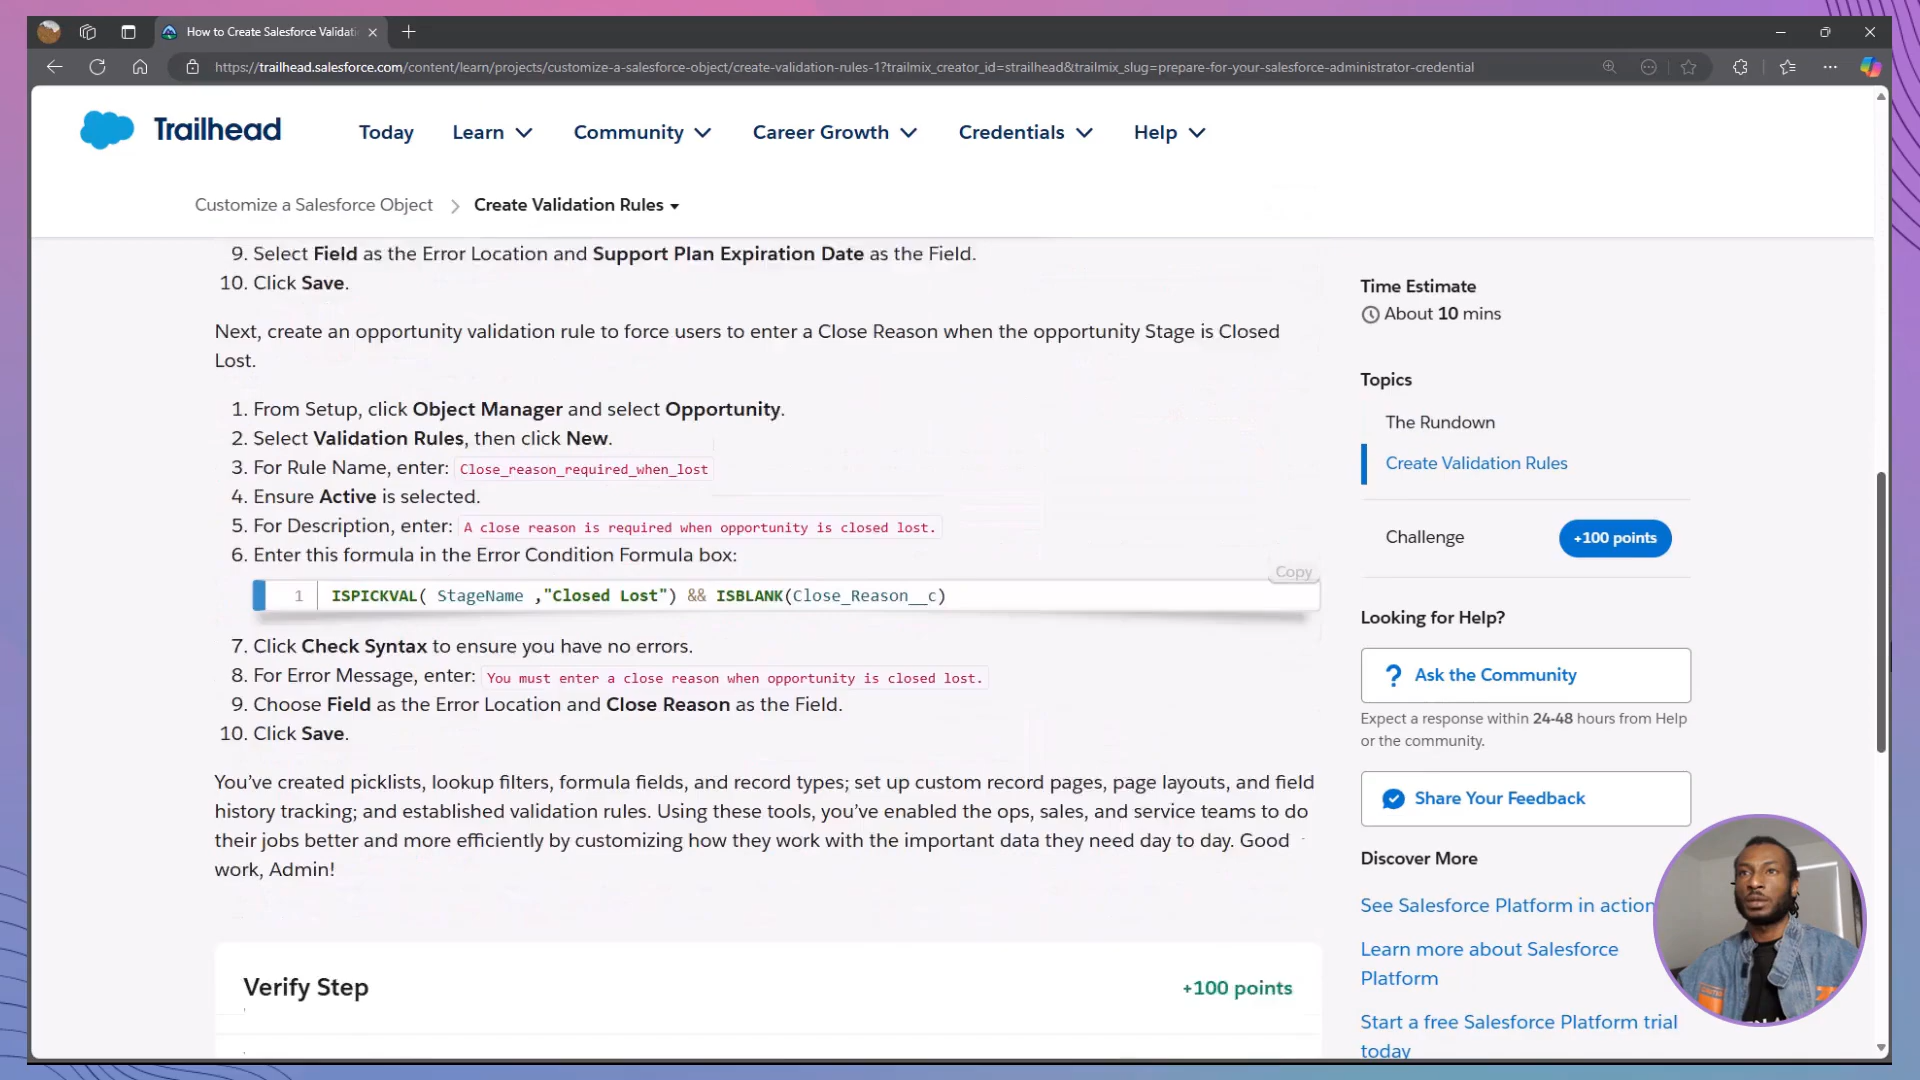 How to Create Salesforce Validati
https://trailhead.salesforce.com/content/learn/projects/customize-a-salesforce-object/create-validation-rules-1?trailmix_creator_id=strailhead&trailmix_slug=prepare-for-your-salesforce-administrator-credential
Trailhead
Today
Learn
Community
Career Growth
Credentials
Help
Customize a Salesforce Object
Create Validation Rules
9. Select Field as the Error Location and Support Plan Expiration Date as the Field.
10. Click Save.
Next, create an opportunity validation rule to force users to enter a Close Reason when the opportunity Stage is Closed
Lost.
1. From Setup, click Object Manager and select Opportunity.
2. Select Validation Rules, then click New.
3. For Rule Name, enter: Close_reason_required_when_lost
4. Ensure Active is selected.
5. For Description, enter: A close reason is required when opportunity is closed lost.
6. Enter this formula in the Error Condition Formula box:
Copy
1 ISPICKVAL( StageName ,"Closed Lost") && ISBLANK(Close_Reason__c)
7. Click Check Syntax to ensure you have no errors.
8. For Error Message, enter: You must enter a close reason when opportunity is closed lost.
9. Choose Field as the Error Location and Close Reason as the Field.
10. Click Save.
You've created picklists, lookup filters, formula fields, and record types; set up custom record pages, page layouts, and field
history tracking; and established validation rules. Using these tools, you've enabled the ops, sales, and service teams to do
their jobs better and more efficiently by customizing how they work with the important data they need day to day. Good
work, Admin!
Verify Step
+100 points
Time Estimate
About 10 mins
Topics
The Rundown
Create Validation Rules
Challenge
+100 points
Looking for Help?
? Ask the Community
Expect a response within 24-48 hours from Help
or the community.
Share Your Feedback
Discover More
See Salesforce Platform in action
Learn more about Salesforce
Platform
Start a free Salesforce Platform trial
today